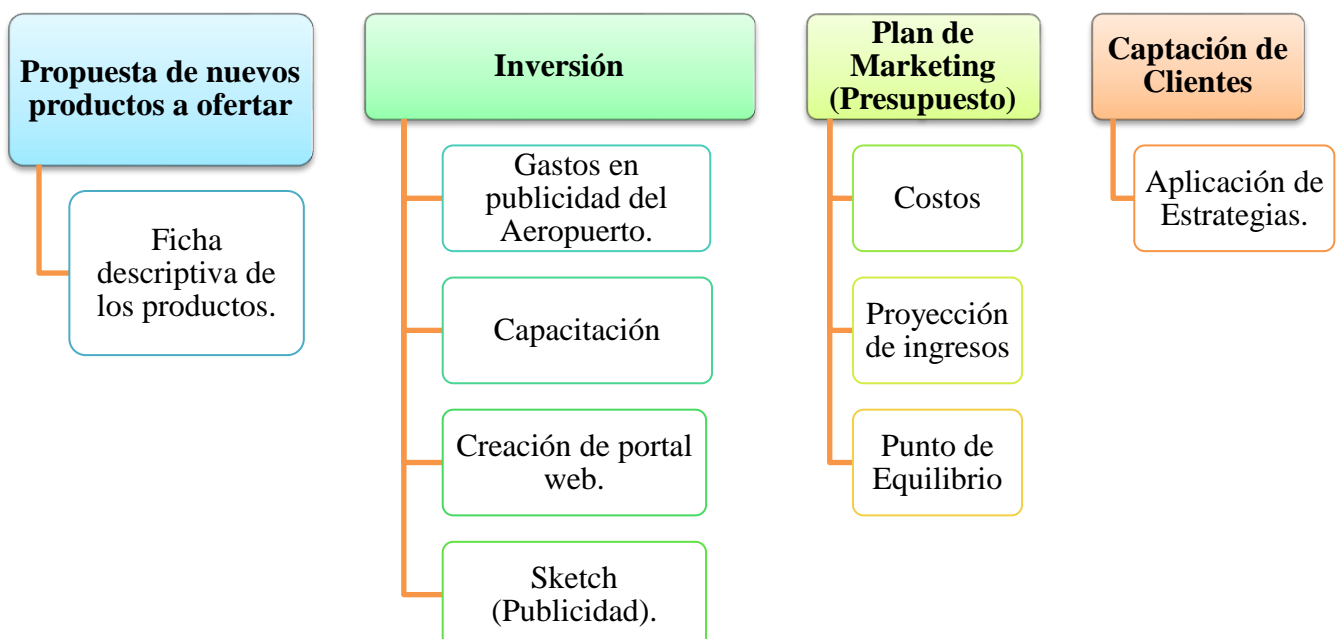 Propuesta de nuevos
productos a ofertar
Ficha
descriptiva de
los productos.
Inversión
Gastos en
publicidad del
Aeropuerto.
Capacitación
Creación de portal
web.
Sketch
(Publicidad).
Plan de
Marketing
(Presupuesto)
Costos
Proyección
de ingresos
Punto de
Equilibrio
Captación de
Clientes
Aplicación de
Estrategias.